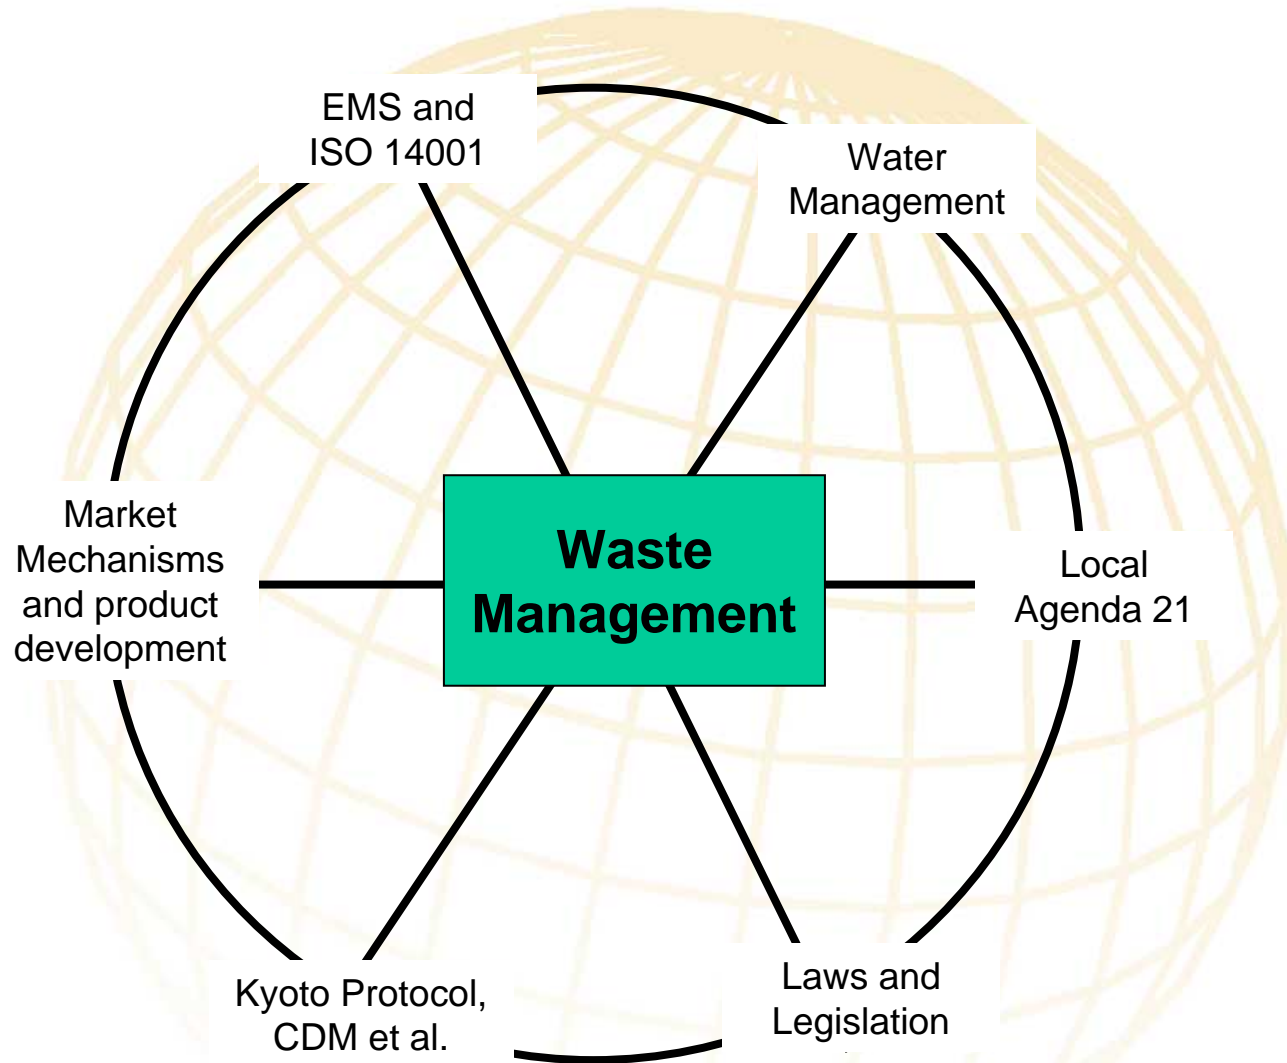 EMS and
ISO 14001
Water
Management
Market
Mechanisms
and product
development
Waste
Management
Local
Agenda 21
Kyoto Protocol,
CDM et al.
Laws and
Legislation